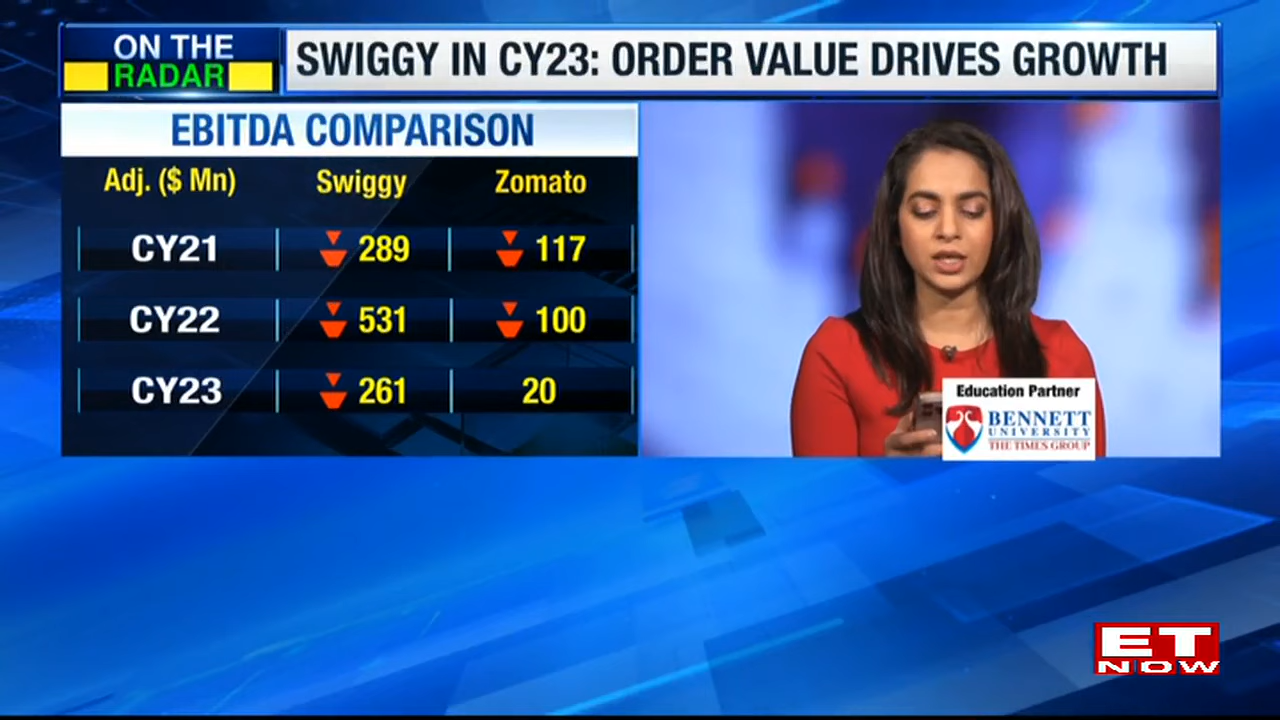 ON THE RADAR
SWIGGY IN CY23: ORDER VALUE DRIVES GROWTH
EBITDA COMPARISON
Adj. ($ Mn) Swiggy Zomato
CY21 289 117
CY22 531 100
CY23 261 20
Education Partner
BENNETT
UNIVERSITY
THE TIMES GROUP
ET
NOW